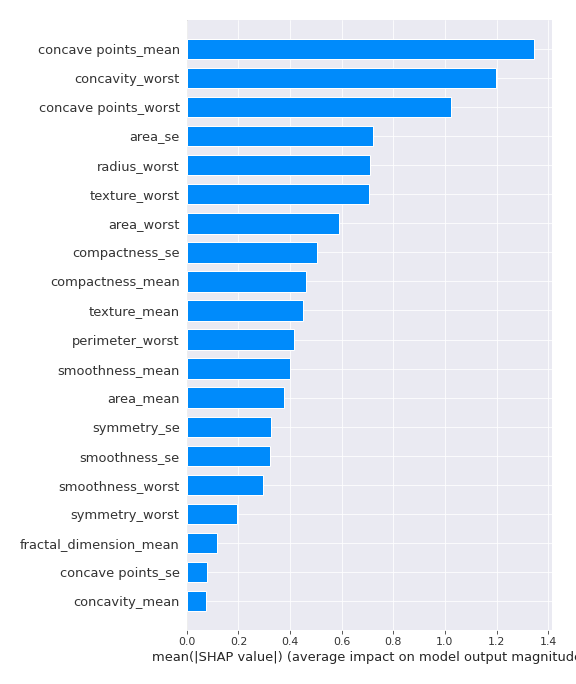 concave points_mean
concavity_worst
concave points_worst
area_se
radius_worst
texture_worst
area_worst
compactness_se
compactness_mean
texture_mean
perimeter_worst
smoothness_mean
area_mean
symmetry_se
smoothness_se
smoothness_worst
symmetry_worst
fractal_dimension_mean
concave points_se
concavity_mean
0.0 0.2 0.4 0.6 0.8 1.0 1.2 1.4
mean(|SHAP value|) (average impact on model output magnitude